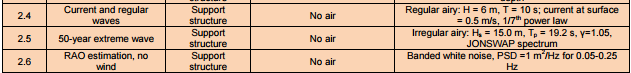 2.4 Current and regular waves Support structure No air Regular airy: H = 6 m, T = 10 s; current at surface = 0.5 m/s, 1/7th power law
2.5 50-year extreme wave Support structure No air Irregular airy: Hs = 15.0 m, Tp = 19.2 s, γ=1.05, JONSWAP spectrum
2.6 RAO estimation, no wind Support structure No air Banded white noise, PSD =1 m²/Hz for 0.05-0.25 Hz